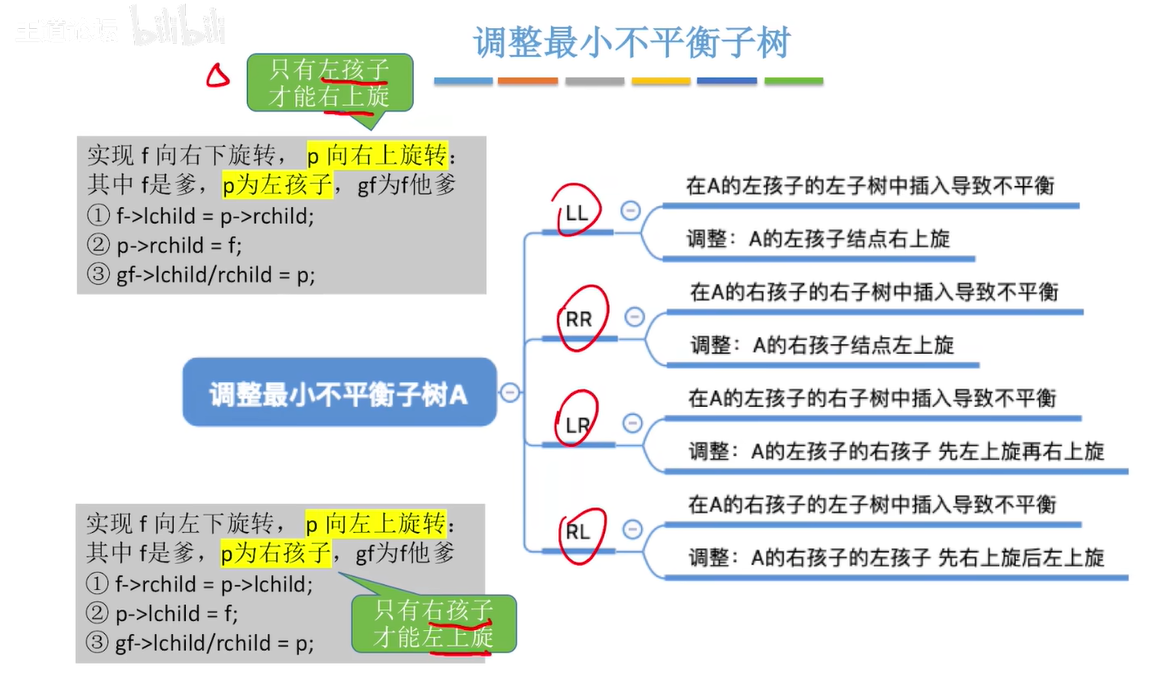 bilibili
调整最小不平衡子树
只有左孩子
才能右上旋
实现 f 向右下旋转， p 向右上旋转：
其中 f是爹，p为左孩子，gf为f他爹
① f->lchild = p->rchild;
② p->rchild = f;
③ gf->lchild/rchild = p;
调整最小不平衡子树A
LL
在A的左孩子的左子树中插入导致不平衡
调整：A的左孩子结点右上旋
RR
在A的右孩子的右子树中插入导致不平衡
调整：A的右孩子结点左上旋
LR
在A的左孩子的右子树中插入导致不平衡
调整：A的左孩子的右孩子 先左上旋再右上旋
RL
在A的右孩子的左子树中插入导致不平衡
调整：A的右孩子的左孩子 先右上旋后左上旋
实现 f 向左下旋转， p 向左上旋转：
其中 f是爹，p为右孩子，gf为f他爹
① f->rchild = p->lchild;
② p->lchild = f;
③ gf->lchild/rchild = p;
只有右孩子
才能左上旋